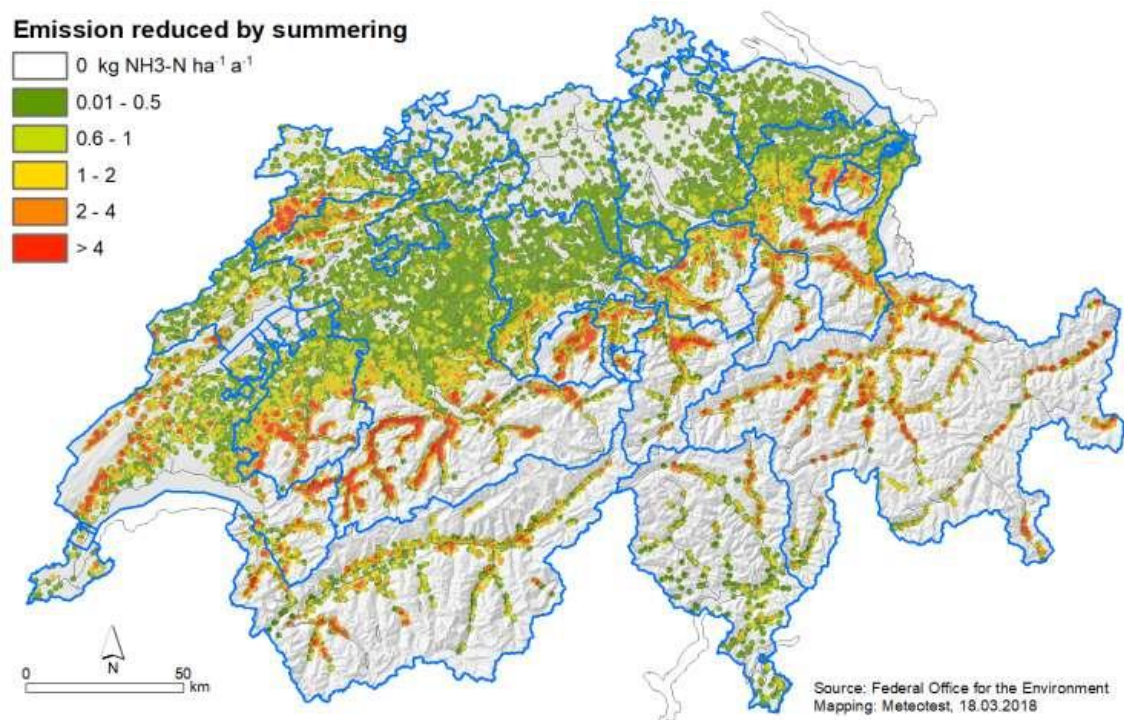 Emission reduced by summering
0 kg NH3-N ha⁻¹ a⁻¹
0.01 - 0.5
0.6 - 1
1 - 2
2 - 4
> 4
N
0 50
km
Source: Federal Office for the Environment
Mapping: Meteotest, 18.03.2018